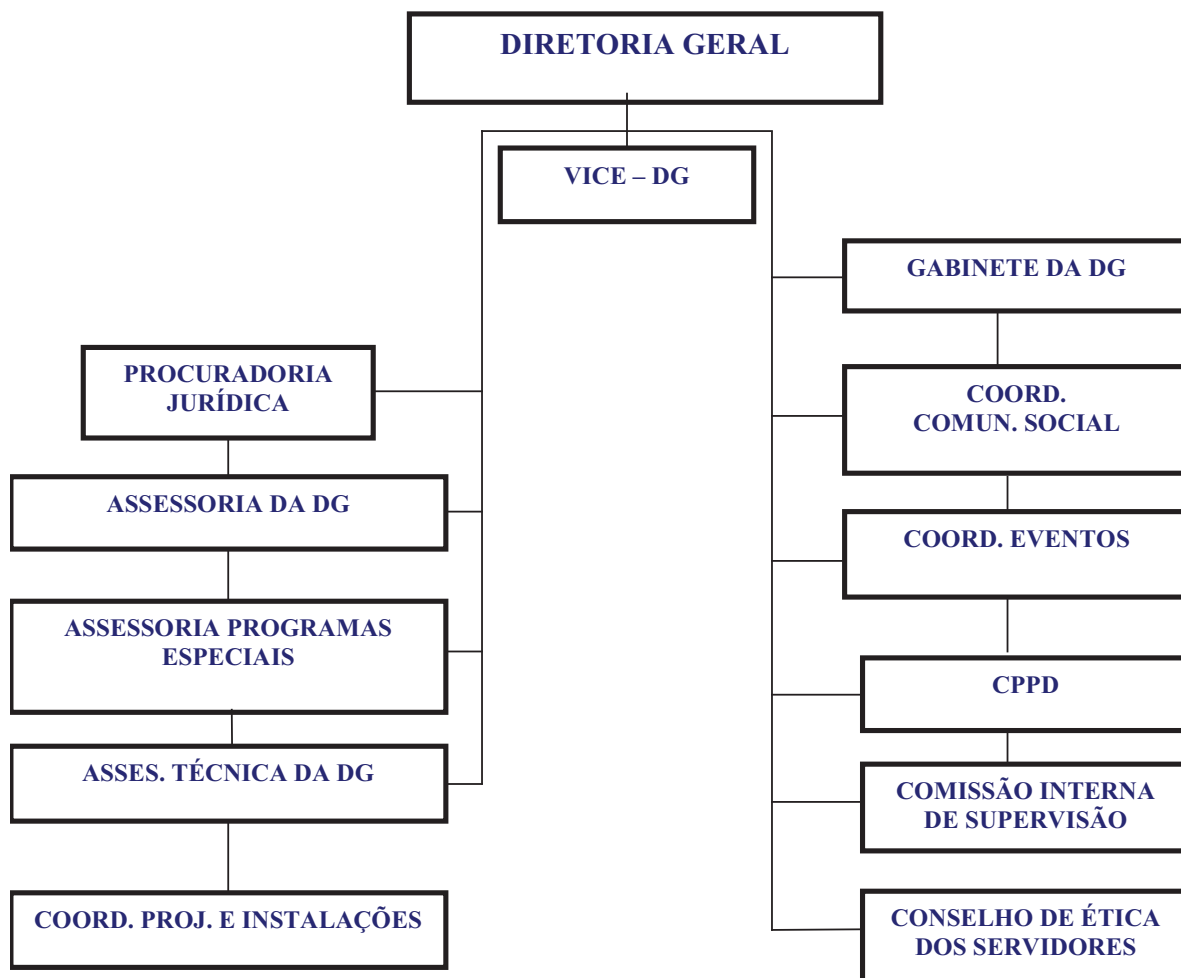 DIRETORIA GERAL
VICE – DG
GABINETE DA DG
PROCURADORIA
JURÍDICA
COORD.
COMUN. SOCIAL
ASSESSORIA DA DG
COORD. EVENTOS
ASSESSORIA PROGRAMAS
ESPECIAIS
CPPD
ASSES. TÉCNICA DA DG
COMISSÃO INTERNA
DE SUPERVISÃO
COORD. PROJ. E INSTALAÇÕES
CONSELHO DE ÉTICA
DOS SERVIDORES